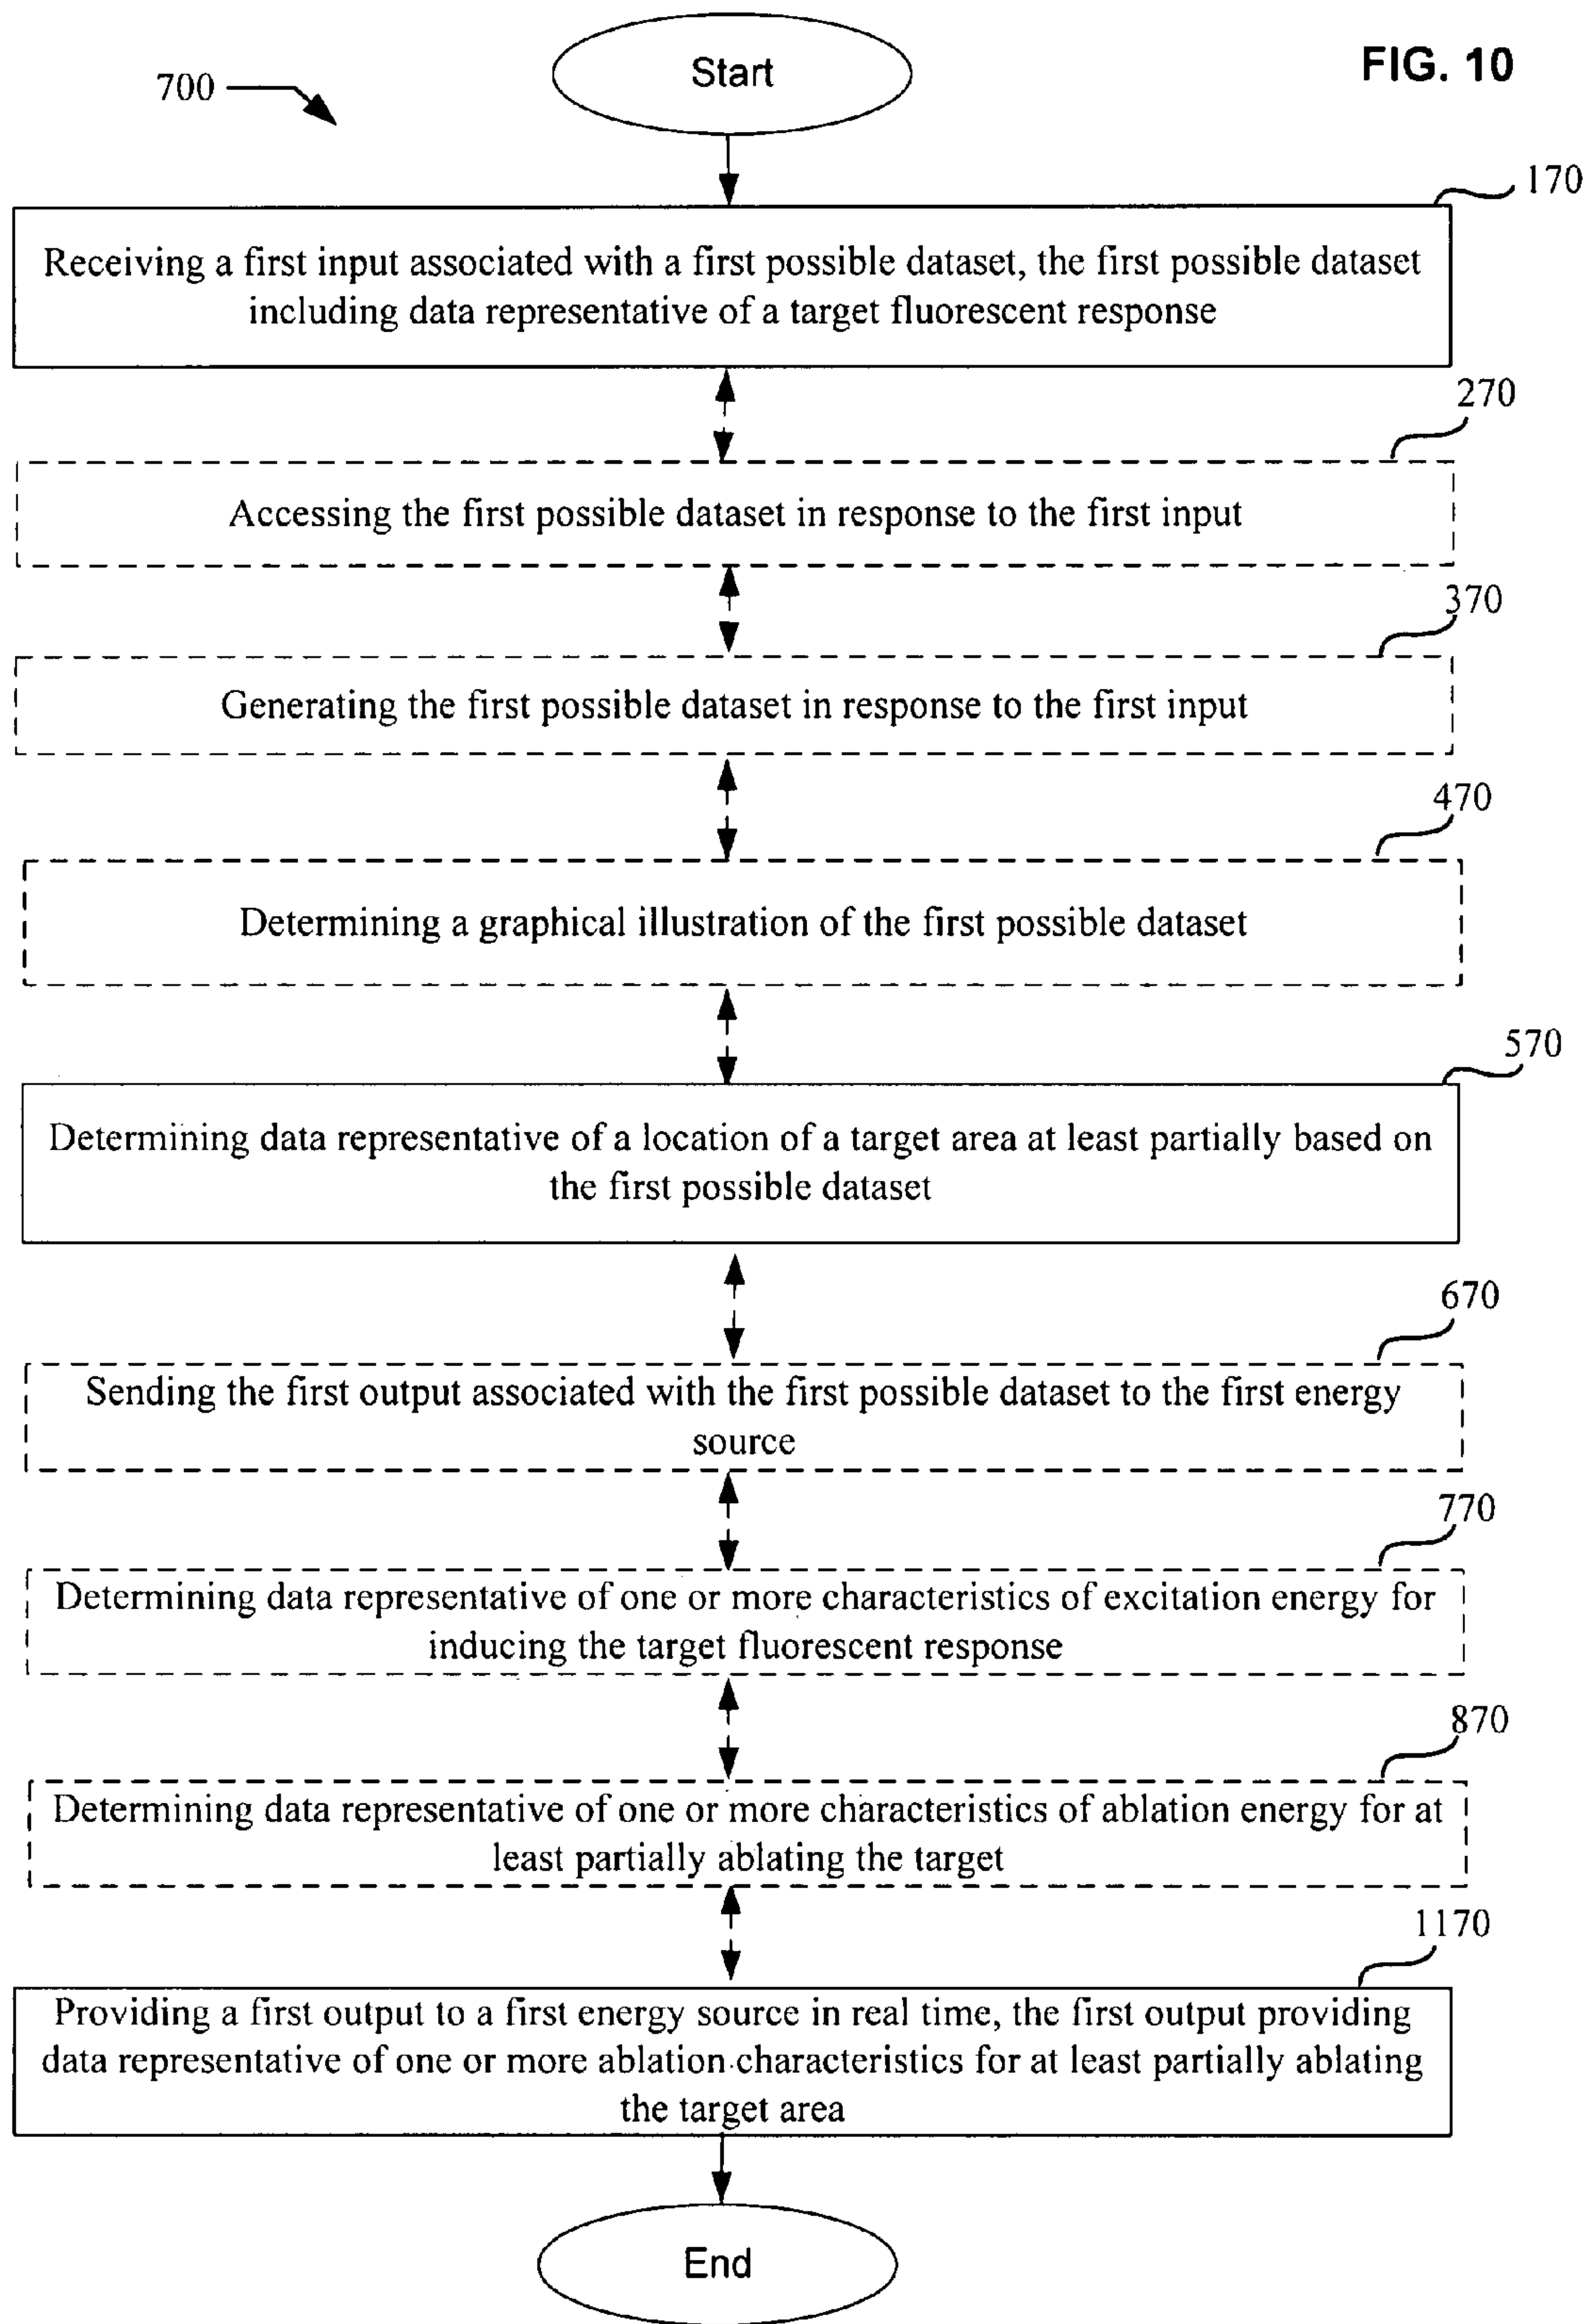 FIG. 10
700
Start
170
Receiving a first input associated with a first possible dataset, the first possible dataset
including data representative of a target fluorescent response
270
Accessing the first possible dataset in response to the first input
370
Generating the first possible dataset in response to the first input
470
Determining a graphical illustration of the first possible dataset
570
Determining data representative of a location of a target area at least partially based on
the first possible dataset
670
Sending the first output associated with the first possible dataset to the first energy
source
770
Determining data representative of one or more characteristics of excitation energy for
inducing the target fluorescent response
870
Determining data representative of one or more characteristics of ablation energy for at
least partially ablating the target
1170
Providing a first output to a first energy source in real time, the first output providing
data representative of one or more ablation characteristics for at least partially ablating
the target area
End